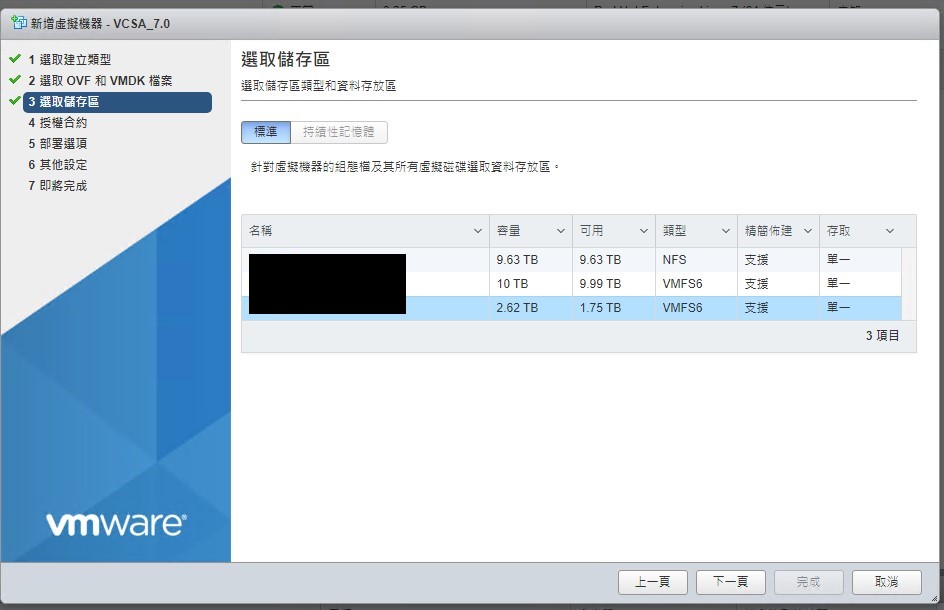 新增虛擬機器 - VCSA_7.0
1 選取建立類型
2 選取 OVF 和 VMDK 檔案
3 選取儲存區
4 授權合約
5 部署選項
6 其他設定
7 即將完成
vmware®
選取儲存區
選取儲存區類型和資料存放區
標準 持續性記憶體
針對虛擬機器的組態檔及其所有虛擬磁碟選取資料存放區。
名稱 容量 可用 類型 精簡佈建 存取
9.63 TB 9.63 TB NFS 支援 單一
10 TB 9.99 TB VMFS6 支援 單一
2.62 TB 1.75 TB VMFS6 支援 單一
3 項目
上一頁 下一頁 完成 取消